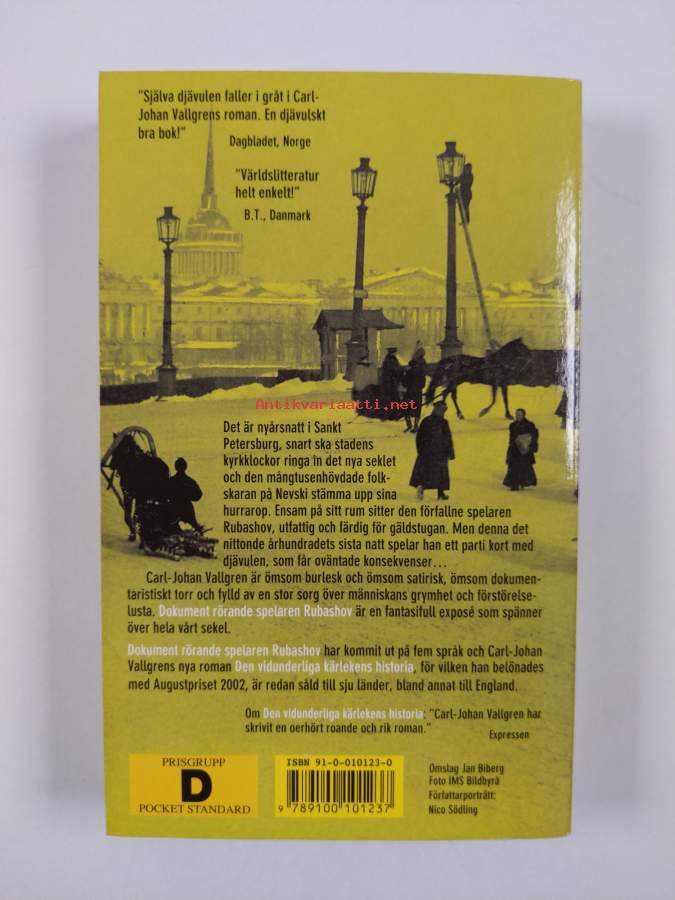 "Själva djävulen faller i gråt i Carl-
Johan Vallgrens roman. En djävulskt
bra bok!"
Dagbladet, Norge
"Världslitteratur
helt enkelt!"
B.T., Danmark
Antikvariaatti.net
Det är nyårsnatt i Sankt
Petersburg, snart ska stadens
kyrkklockor ringa in det nya seklet
och den mångtusenhövdade folk-
skaran på Nevski stämma upp sina
hurrarop. Ensam på sitt rum sitter den förfallne spelaren
Rubashov, utfattig och färdig för gäldstugan. Men denna det
nittonde århundradets sista natt spelar han ett parti kort med
djävulen, som får oväntade konsekvenser...
Carl-Johan Vallgren är ömsom burlesk och ömsom satirisk, ömsom dokumen-
taristiskt torr och fylld av en stor sorg över människans grymhet och förstörelse-
lusta. Dokument rörande spelaren Rubashov är en fantasifull exposé som spänner
över hela vårt sekel.
Dokument rörande spelaren Rubashov har kommit ut på fem språk och Carl-Johan
Vallgrens nya roman Den vidunderliga kärlekens historia, för vilken han belönades
med Augustpriset 2002, är redan såld till sju länder, bland annat till England.
Om Den vidunderliga kärlekens historia: "Carl-Johan Vallgren har
skrivit en oerhört roande och rik roman."
Expressen
PRISGRUPP
D
POCKET STANDARD
ISBN 91-0-010123-0
9 789100 101237
Omslag Jan Biberg
Foto IMS Bildbyrå
Författarporträtt:
Nico Södling